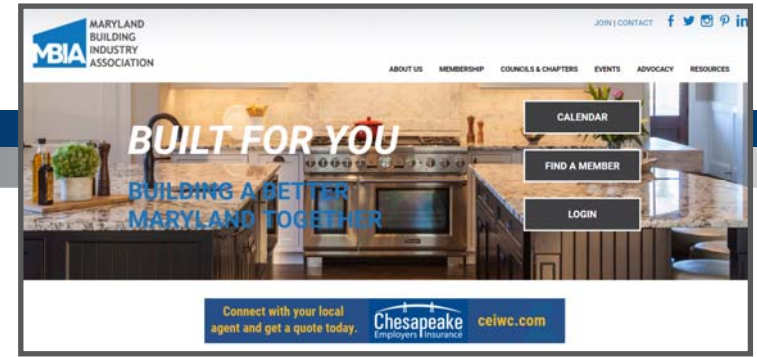 MARYLAND
BUILDING
INDUSTRY
ASSOCIATION
MBIA
JOIN | CONTACT
ABOUT US MEMBERSHIP COUNCILS & CHAPTERS EVENTS ADVOCACY RESOURCES
BUILT FOR YOU
BUILDING A BETTER
MARYLAND TOGETHER
CALENDAR
FIND A MEMBER
LOGIN
Connect with your local
agent and get a quote today.
Chesapeake
Employers Insurance
ceiwc.com